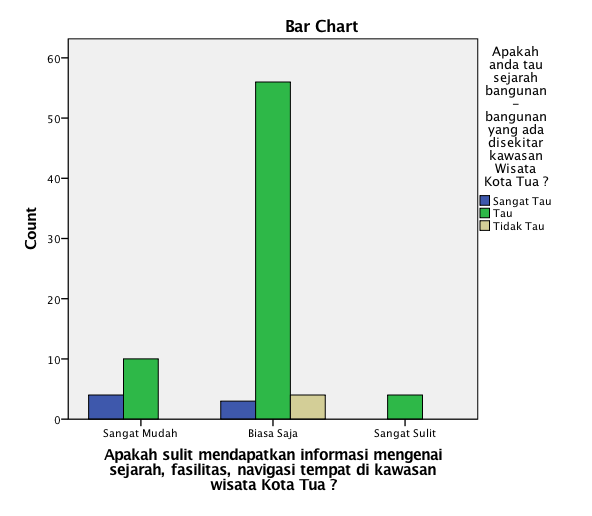 Bar Chart
60
50
40
30
20
10
0
Count
Sangat Mudah
Biasa Saja
Sangat Sulit
Apakah sulit mendapatkan informasi mengenai
sejarah, fasilitas, navigasi tempat di kawasan
wisata Kota Tua ?
Apakah
anda tau
sejarah
bangunan
-
bangunan
yang ada
disekitar
kawasan
Wisata
Kota Tua ?
Sangat Tau
Tau
Tidak Tau